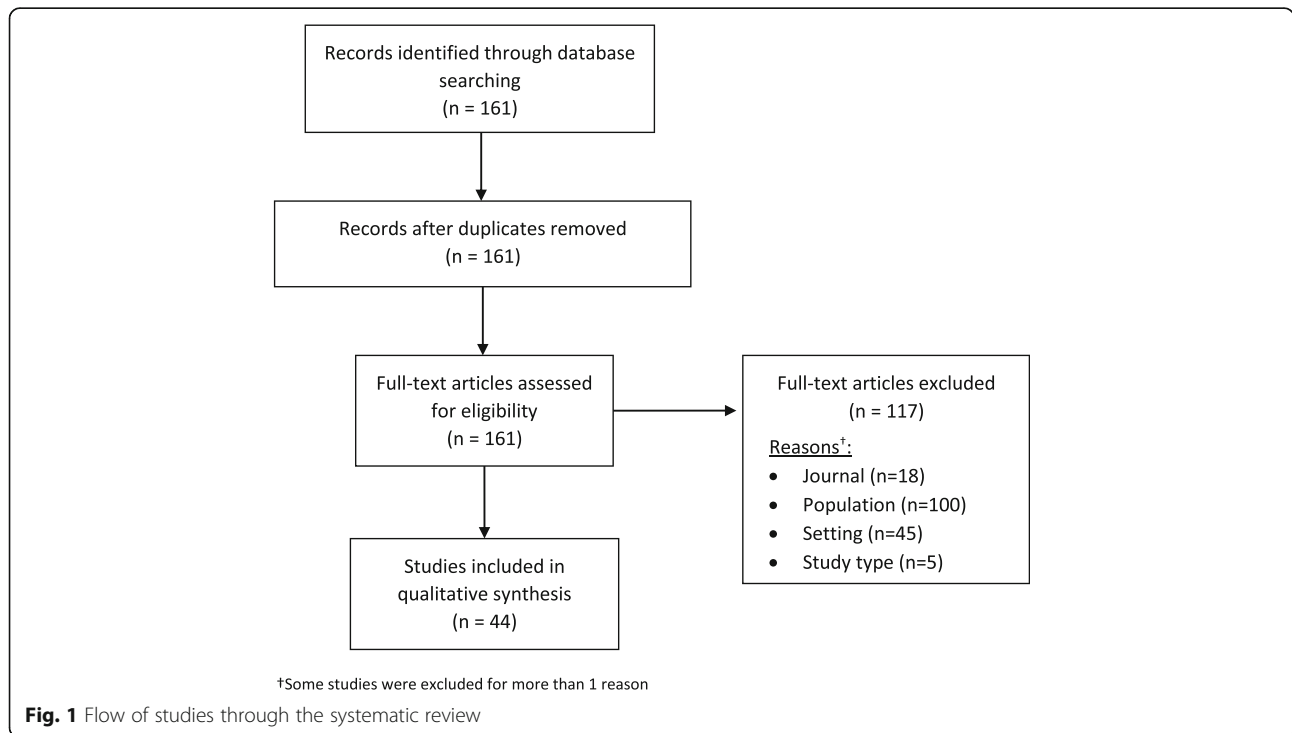 Records identified through database
searching
(n = 161)
Records after duplicates removed
(n = 161)
Full-text articles assessed
for eligibility
(n = 161)
Full-text articles excluded
(n = 117)
Reasons†:
• Journal (n=18)
• Population (n=100)
• Setting (n=45)
• Study type (n=5)
Studies included in
qualitative synthesis
(n = 44)
†Some studies were excluded for more than 1 reason
Fig. 1 Flow of studies through the systematic review